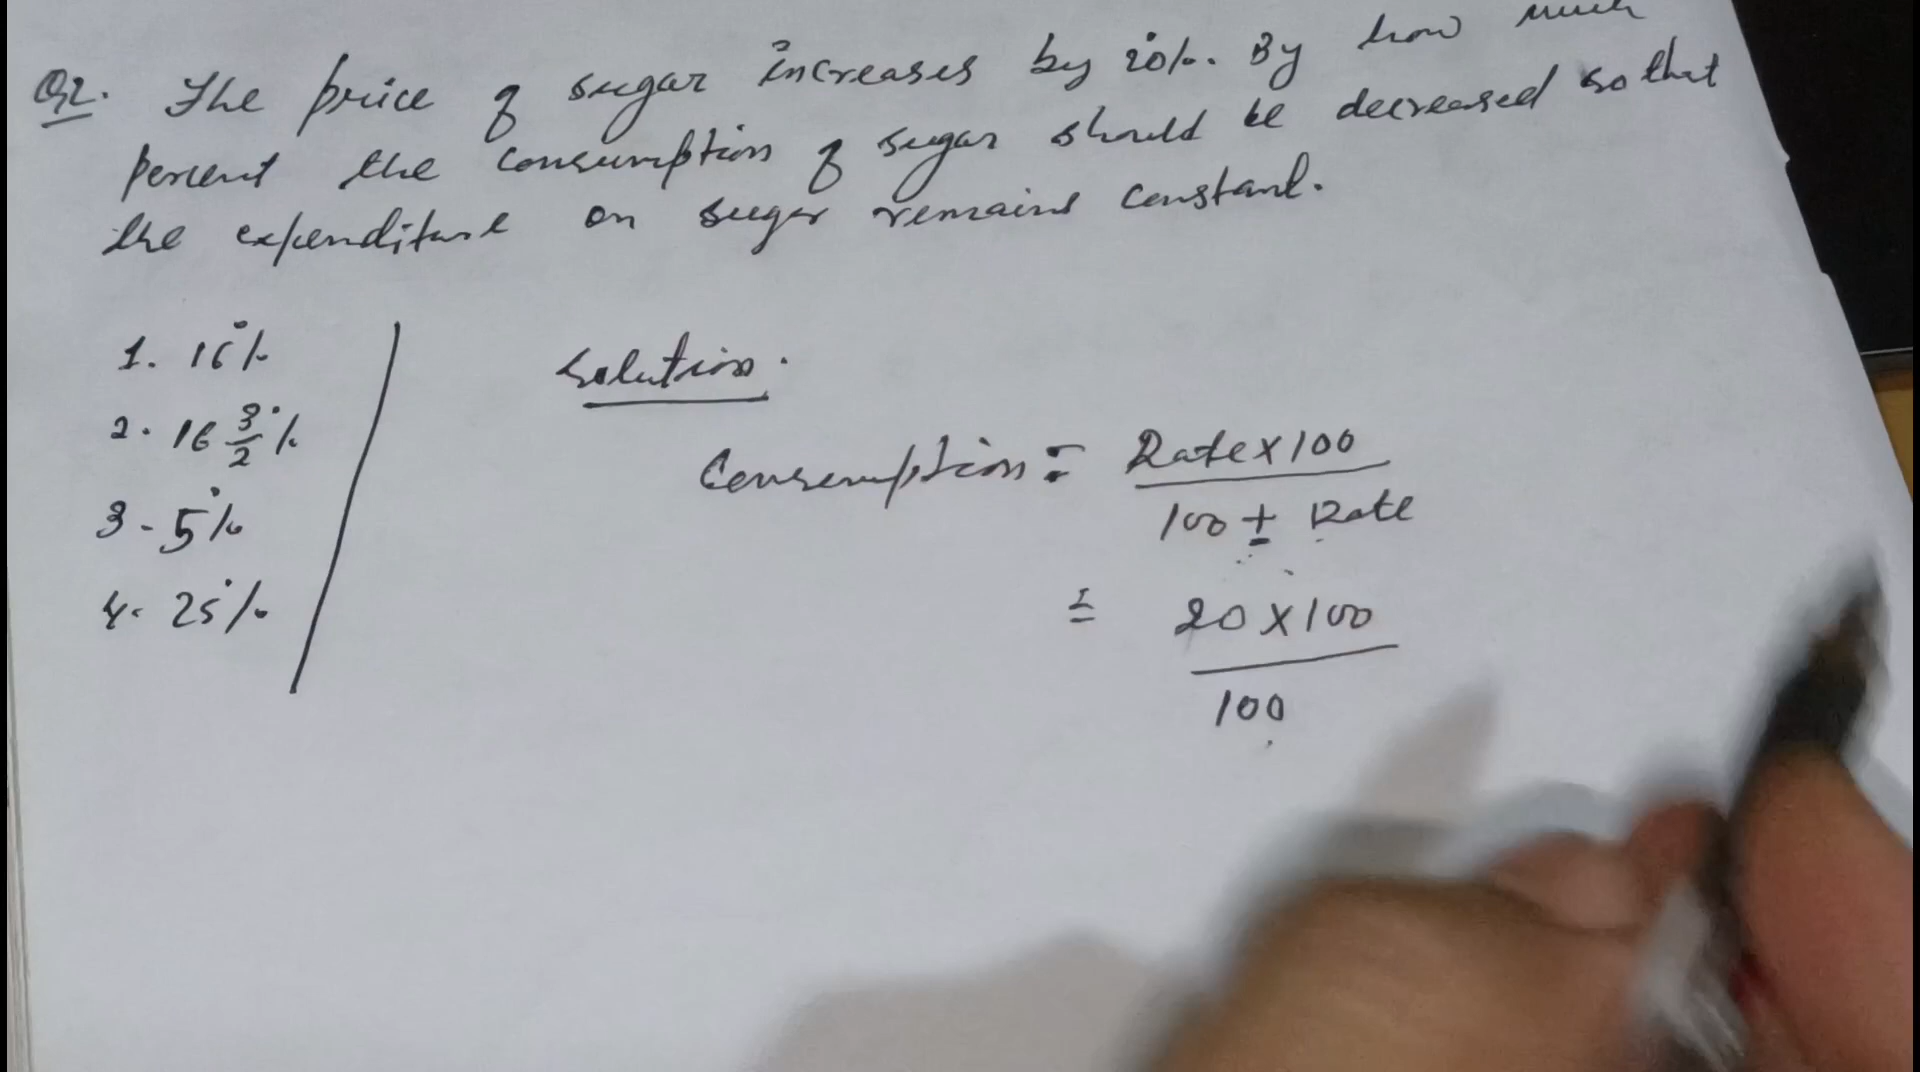 Q2. The price of sugar increases by 20%. By how much
percent the consumption of sugar should be decreased so that
the expenditure on sugar remains constant.
1. 16%
2. 16 3/2 %
3 - 5%
4. 25%
Solution.
Consumption = Rate x 100
100 + Rate
= 20 x 100
100